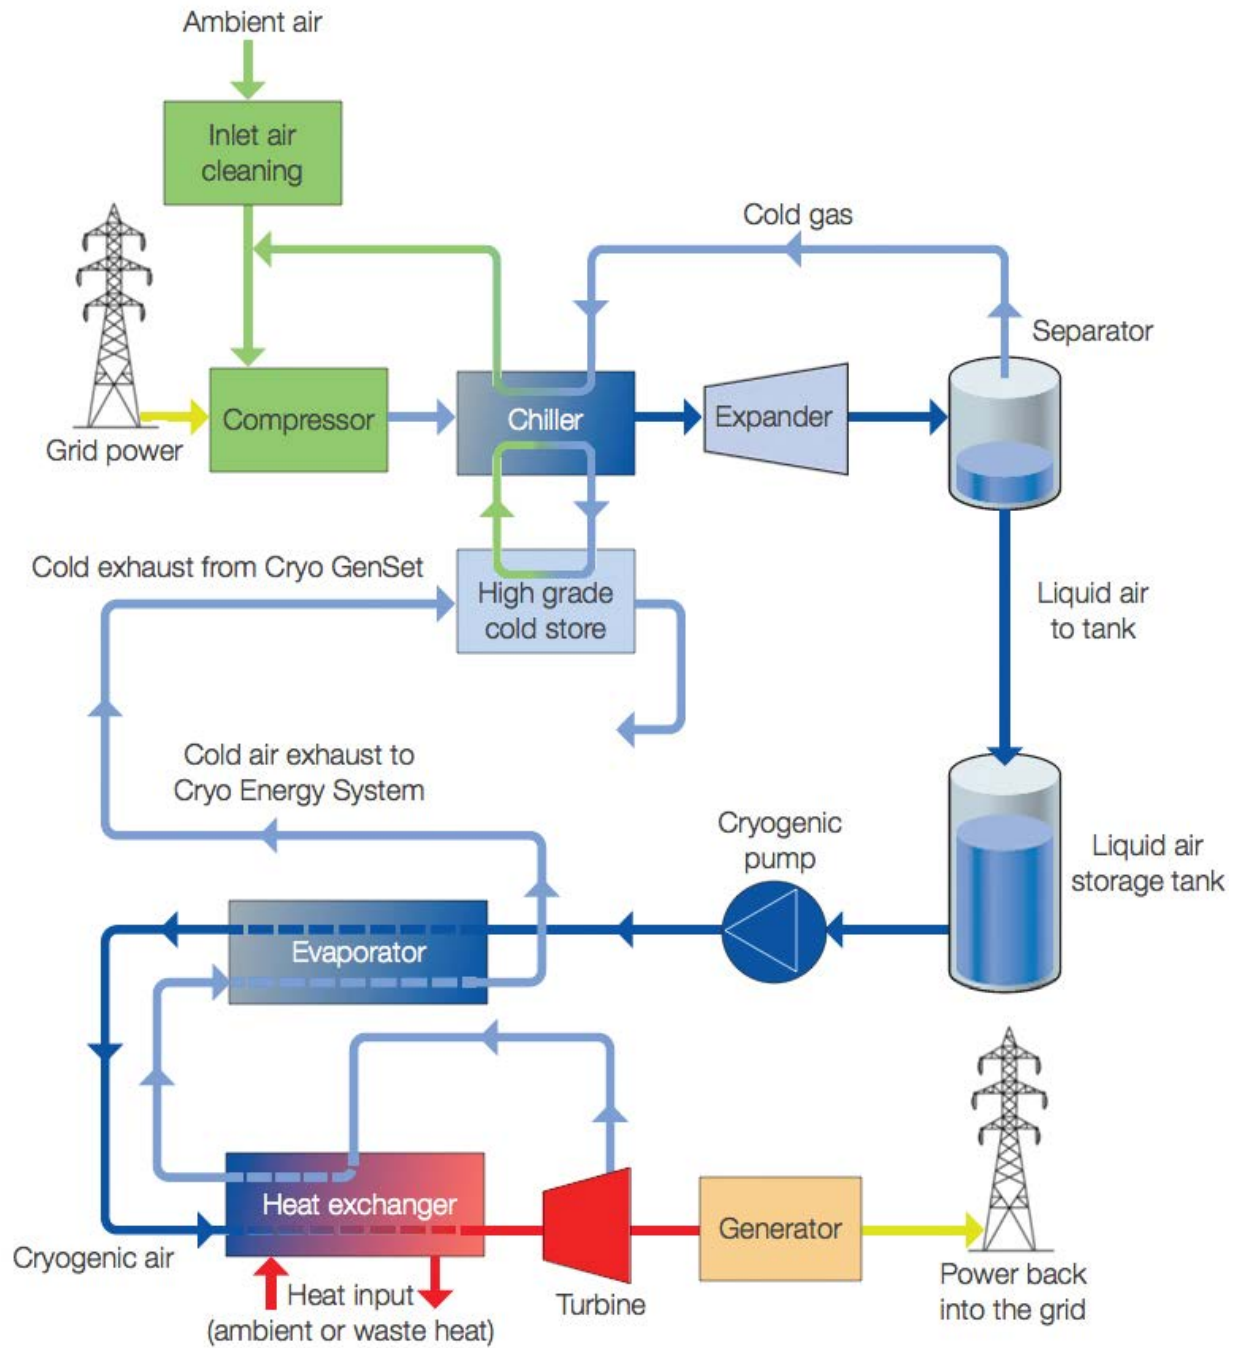 Ambient air
Inlet air
cleaning
Cold gas
Separator
Compressor
Chiller
Expander
Grid power
Cold exhaust from Cryo GenSet
High grade
cold store
Liquid air
to tank
Cold air exhaust to
Cryo Energy System
Cryogenic
pump
Liquid air
storage tank
Evaporator
Heat exchanger
Generator
Cryogenic air
Heat input
(ambient or waste heat)
Turbine
Power back
into the grid